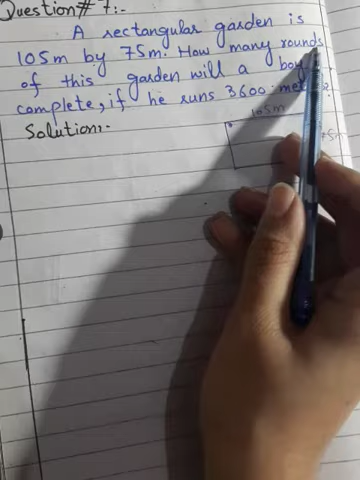 Question# 7:-
A rectangular garden is
105m by 75m. How many rounds
of this garden will a boy
complete, if he runs 3600
Solution:-
105m